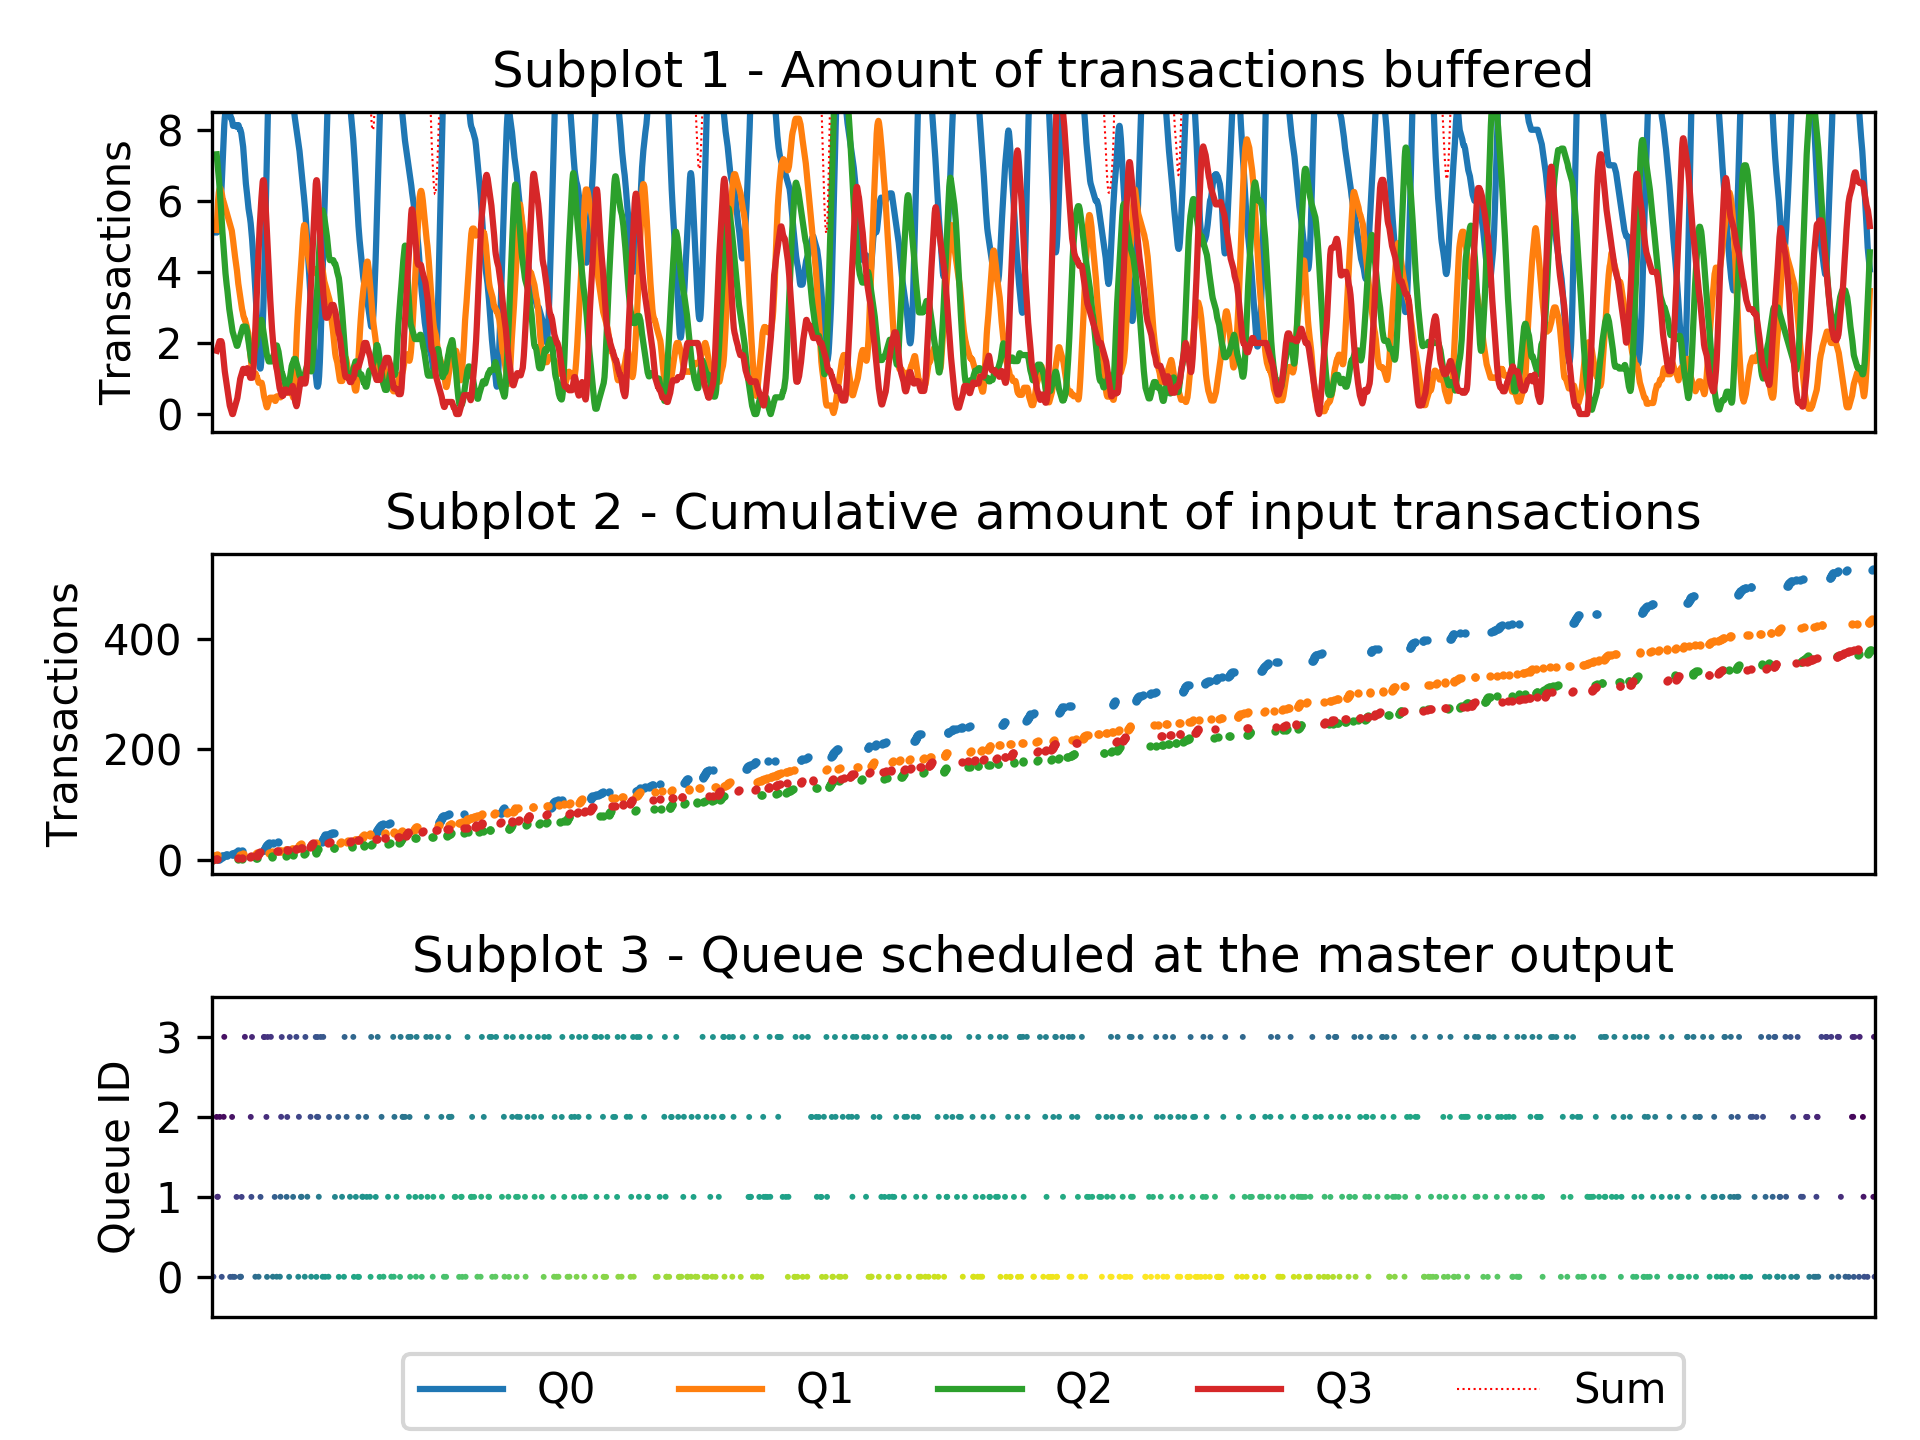 Subplot 1 - Amount of transactions buffered
Transactions
8
6
4
2
0
Subplot 2 - Cumulative amount of input transactions
Transactions
400
200
0
Subplot 3 - Queue scheduled at the master output
Queue ID
3
2
1
0
Q0 Q1 Q2 Q3 Sum